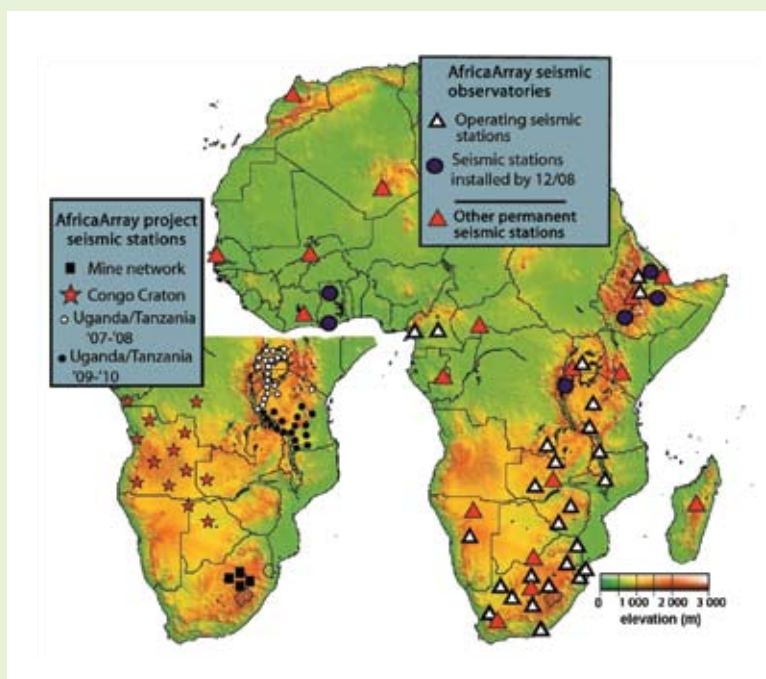 AfricaArray seismic
observatories
Operating seismic
stations
Seismic stations
installed by 12/08
Other permanent
seismic stations
AfricaArray project
seismic stations
Mine network
Congo Craton
Uganda/Tanzania
'07-'08
Uganda/Tanzania
'09-'10
0 1 000 2 000 3 000
elevation (m)